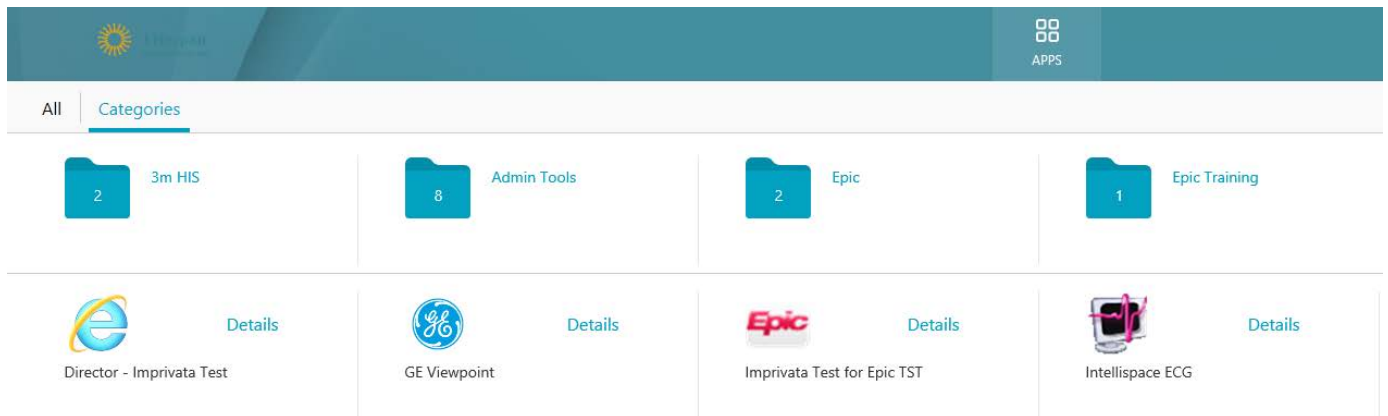 APPS
All Categories
2 3m HIS 8 Admin Tools 2 Epic 1 Epic Training
Details GE Details Epic Details Details
Director - Imprivata Test GE Viewpoint Imprivata Test for Epic TST Intellispace ECG